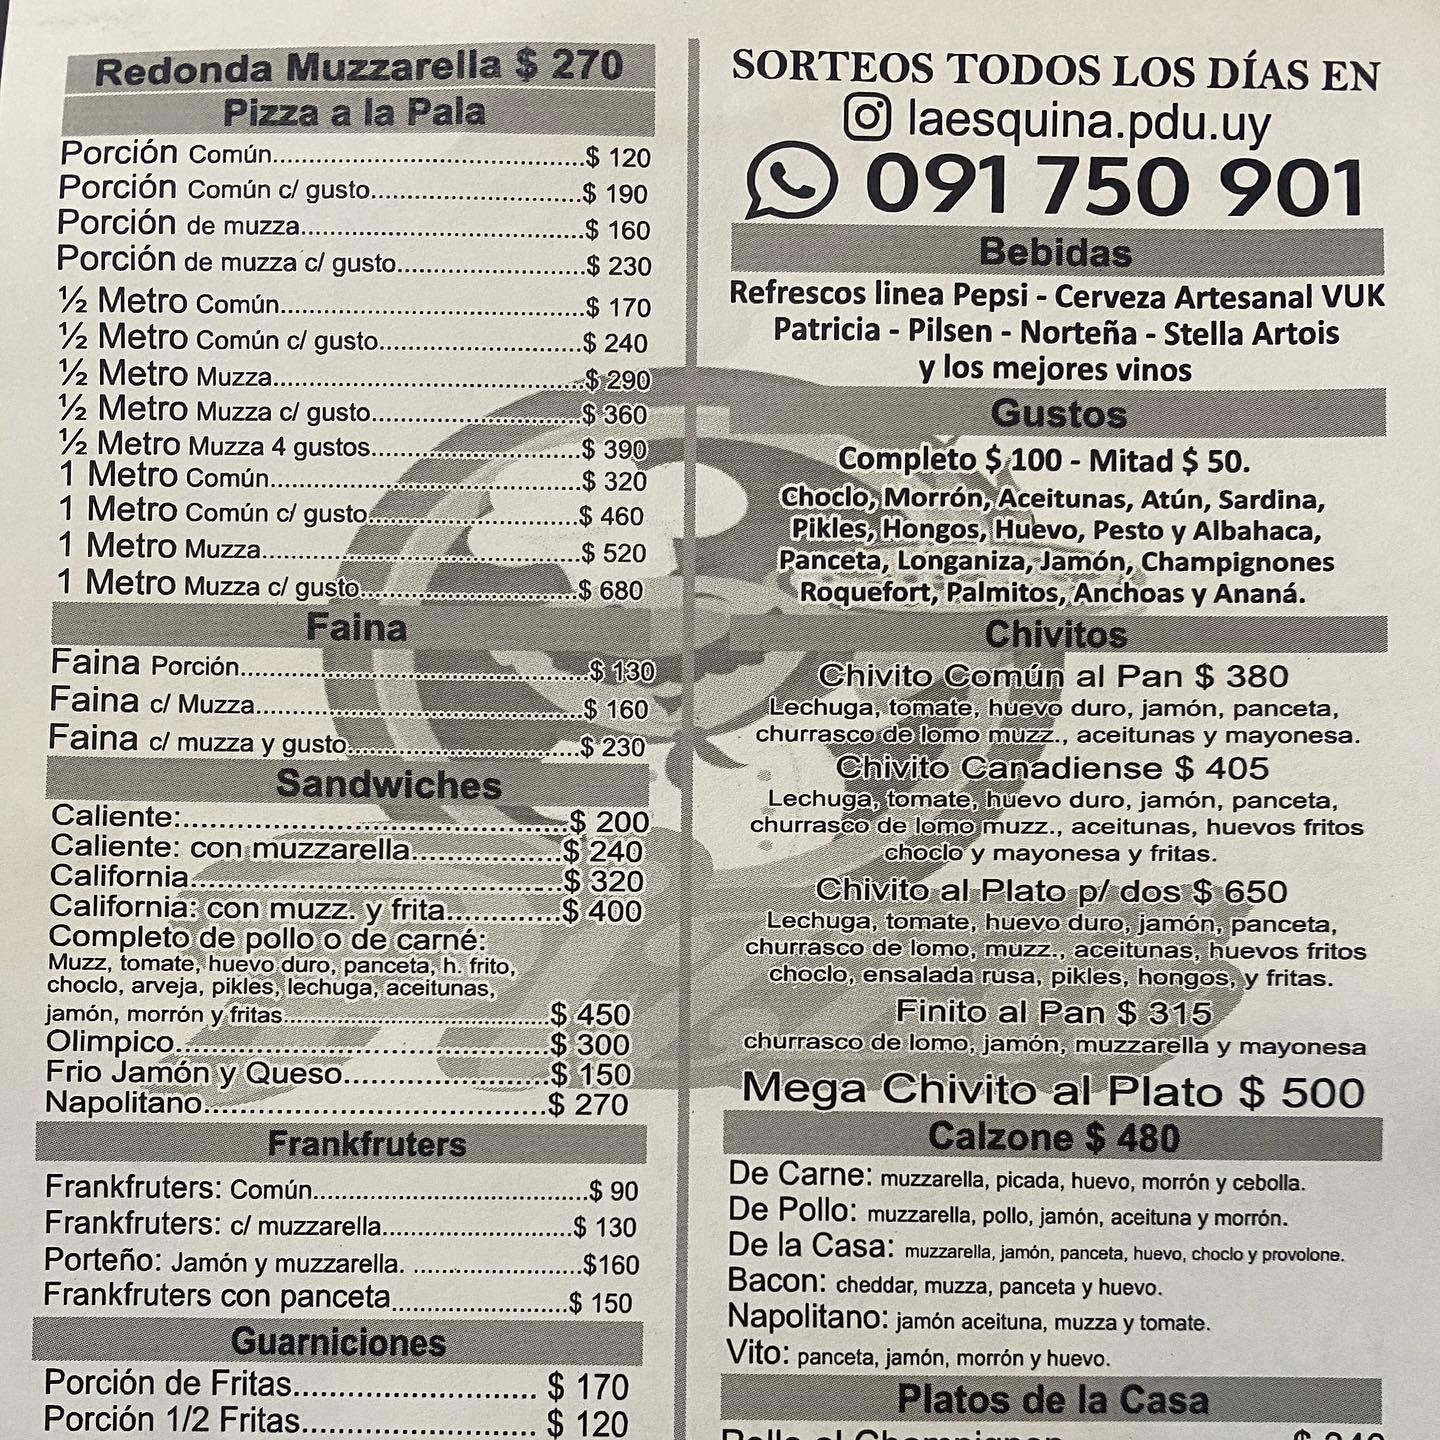 Redonda Muzzarella $ 270
Pizza a la Pala
Porción Común..............................................$ 120
Porción Común c/ gusto...............................$ 190
Porción de muzza.........................................$ 160
Porción de muzza c/ gusto...........................$ 230
½ Metro Común...........................................$ 170
½ Metro Común c/ gusto.............................$ 240
½ Metro Muzza............................................$ 290
½ Metro Muzza c/ gusto..............................$ 360
½ Metro Muzza 4 gustos..............................$ 390
1 Metro Común............................................$ 320
1 Metro Común c/ gusto...............................$ 460
1 Metro Muzza..............................................$ 520
1 Metro Muzza c/ gusto................................$ 680
Faina
Faina Porción..................................................$ 130
Faina c/ Muzza...............................................$ 160
Faina c/ muzza y gusto..................................$ 230
Sandwiches
Caliente:...............................................$ 200
Caliente: con muzzarella....................$ 240
California..............................................$ 320
California: con muzz. y frita................$ 400
Completo de pollo o de carné:
Muzz, tomate, huevo duro, panceta, h. frito,
choclo, arveja, pikles, lechuga, aceitunas,
jamón, morrón y fritas.....................................$ 450
Olimpico................................................$ 300
Frio Jamón y Queso...........................$ 150
Napolitano............................................$ 270
Frankfruters
Frankfruters: Común.........................................$ 90
Frankfruters: c/ muzzarella............................$ 130
Porteño: Jamón y muzzarella. .........................$160
Frankfruters con panceta.........................$ 150
Guarniciones
Porción de Fritas............................. $ 170
Porción 1/2 Fritas............................ $ 120
SORTEOS TODOS LOS DÍAS EN
laesquina.pdu.uy
091 750 901
Bebidas
Refrescos linea Pepsi - Cerveza Artesanal VUK
Patricia - Pilsen - Norteña - Stella Artois
y los mejores vinos
Gustos
Completo $ 100 - Mitad $ 50.
Choclo, Morrón, Aceitunas, Atún, Sardina,
Pikles, Hongos, Huevo, Pesto y Albahaca,
Panceta, Longaniza, Jamón, Champignones
Roquefort, Palmitos, Anchoas y Ananá.
Chivitos
Chivito Común al Pan $ 380
Lechuga, tomate, huevo duro, jamón, panceta,
churrasco de lomo muzz., aceitunas y mayonesa.
Chivito Canadiense $ 405
Lechuga, tomate, huevo duro, jamón, panceta,
churrasco de lomo muzz., aceitunas, huevos fritos
choclo y mayonesa y fritas.
Chivito al Plato p/ dos $ 650
Lechuga, tomate, huevo duro, jamón, panceta,
churrasco de lomo, muzz., aceitunas, huevos fritos
choclo, ensalada rusa, pikles, hongos, y fritas.
Finito al Pan $ 315
churrasco de lomo, jamón, muzzarella y mayonesa
Mega Chivito al Plato $ 500
Calzone $ 480
De Carne: muzzarella, picada, huevo, morrón y cebolla.
De Pollo: muzzarella, pollo, jamón, aceituna y morrón.
De la Casa: muzzarella, jamón, panceta, huevo, choclo y provolone.
Bacon: cheddar, muzza, panceta y huevo.
Napolitano: jamón aceituna, muzza y tomate.
Vito: panceta, jamón, morrón y huevo.
Platos de la Casa